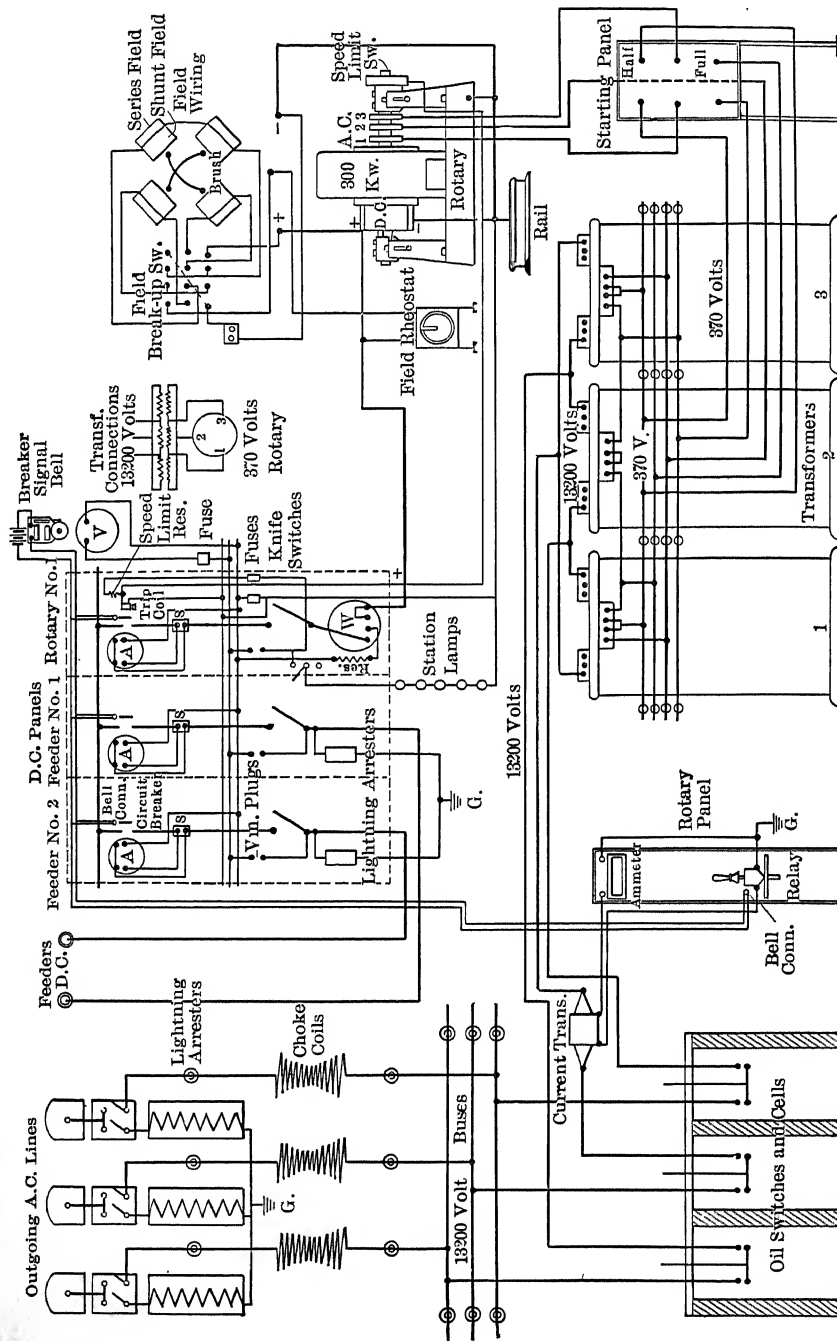 Outgoing A.C. Lines
Lightning
Arresters
Choke
Coils
G.
13200 Volt Buses
Oil Switches and Cells
Feeders
D.C.
D.C. Panels
Feeder No. 2
Feeder No. 1
Rotary No. 1
Bell
Conn.
Circuit
Breaker
A
S
A
S
A
S
Trip
Coil
Vm. Plugs
Lightning Arresters
G.
Res.
W
+
Station
Lamps
Breaker
Signal
Bell
V
Speed
Limit
Res.
Fuse
Fuses
Knife
Switches
Transf.
Connections
13200 Volts
1
2
3
370 Volts
Rotary
Series Field
Shunt Field
Field
Wiring
Brush
Field
Break-up Sw.
+
−
Field Rheostat
+
−
D.C.
300
Kw.
A.C.
1 2 3
Speed
Limit
Sw.
Rotary
Rail
Starting Panel
Half
Full
Current Trans.
13200 Volts
Rotary
Panel
Ammeter
Relay
Bell
Conn.
G.
13200 Volts
370 V.
370 Volts
Transformers
1
2
3